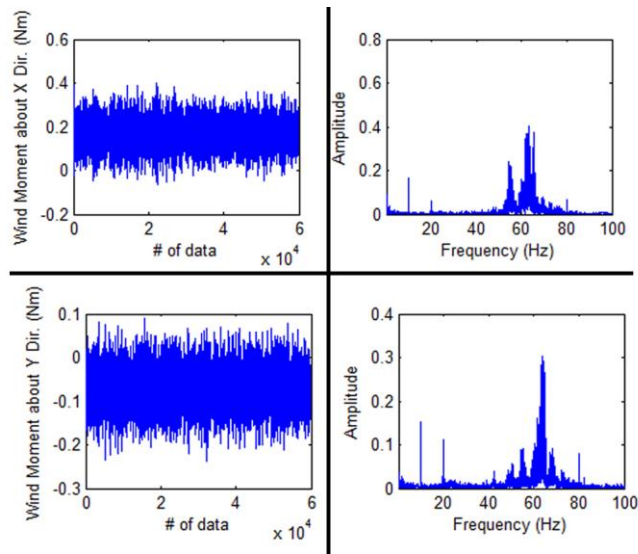 Wind Moment about X Dir. (Nm)
0.6
0.4
0.2
0
-0.2
0 2 4 6
# of data
x 10^4
Amplitude
0.8
0.6
0.4
0.2
0
20 40 60 80 100
Frequency (Hz)
Wind Moment about Y Dir. (Nm)
0.1
0
-0.1
-0.2
-0.3
0 2 4 6
# of data
x 10^4
Amplitude
0.4
0.3
0.2
0.1
0
20 40 60 80 100
Frequency (Hz)